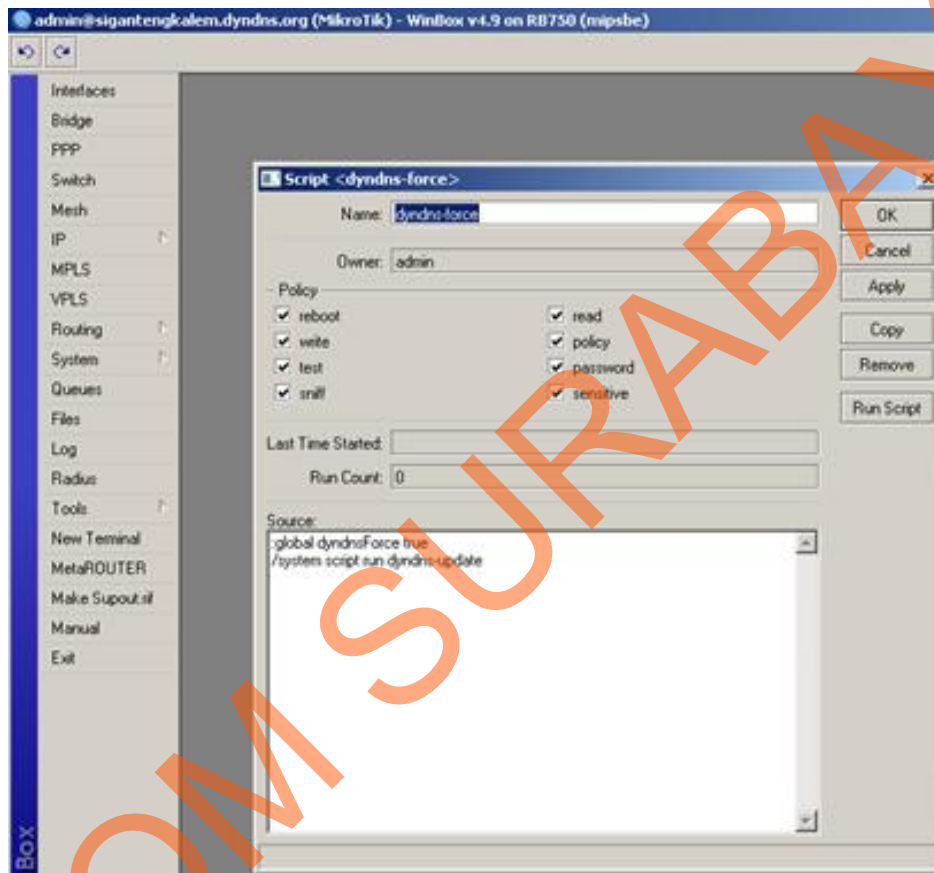 admin@sigantengkalem.dyndns.org (MikroTik) - WinBox v4.9 on RB750 (mipsbe)
Interfaces
Bridge
PPP
Switch
Mesh
IP
MPLS
VPLS
Routing
System
Queues
Files
Log
Radius
Tools
New Terminal
MetaROUTER
Make Supout.rif
Manual
Exit
Box
Script <dyndns-force>
Name: dyndns-force
Owner: admin
Policy
reboot read
write policy
test password
sniff sensitive
Last Time Started:
Run Count: 0
Source:
:global dyndnsForce true
/system script run dyndns-update
OK
Cancel
Apply
Copy
Remove
Run Script
OM SURABAY